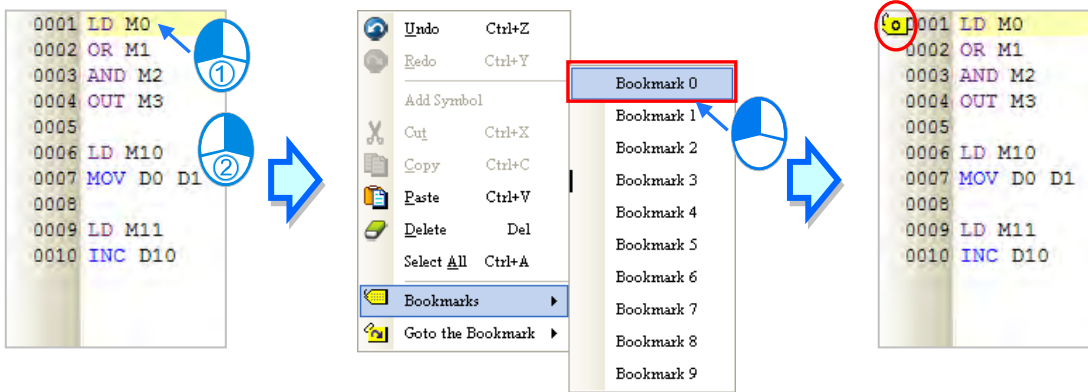 0001 LD M0
0002 OR M1
0003 AND M2
0004 OUT M3
0005
0006 LD M10
0007 MOV D0 D1
0008
0009 LD M11
0010 INC D10
1
2
Undo Ctrl+Z
Redo Ctrl+Y
Add Symbol
Cut Ctrl+X
Copy Ctrl+C
Paste Ctrl+V
Delete Del
Select All Ctrl+A
Bookmarks
Goto the Bookmark
Bookmark 0
Bookmark 1
Bookmark 2
Bookmark 3
Bookmark 4
Bookmark 5
Bookmark 6
Bookmark 7
Bookmark 8
Bookmark 9
0 0001 LD M0
0002 OR M1
0003 AND M2
0004 OUT M3
0005
0006 LD M10
0007 MOV D0 D1
0008
0009 LD M11
0010 INC D10